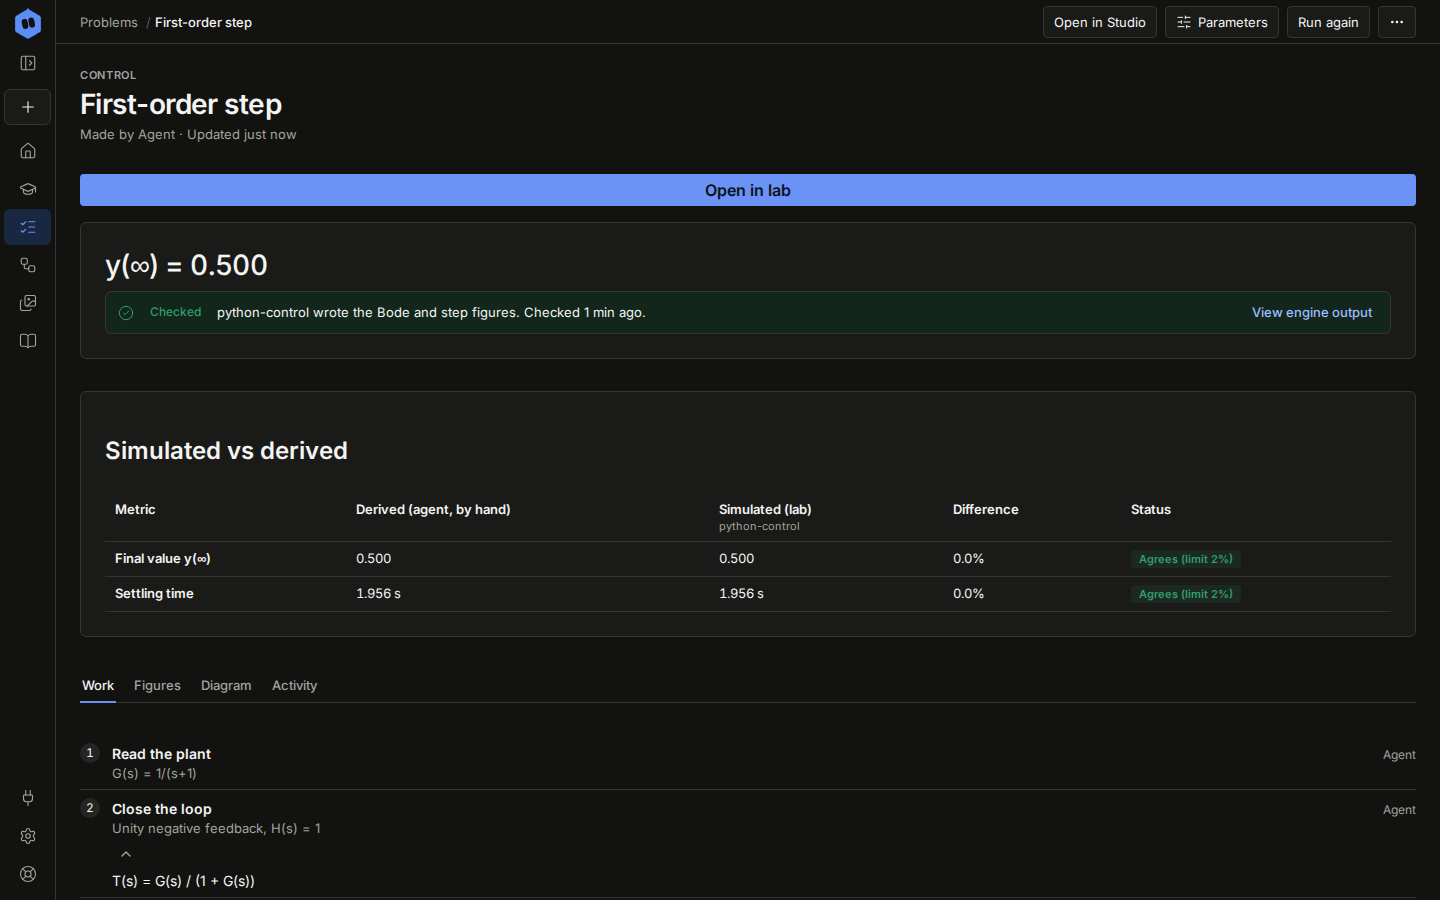 Problems / First-order step
Open in Studio
Parameters
Run again
CONTROL
First-order step
Made by Agent · Updated just now
Open in lab
y(∞) = 0.500
Checked python-control wrote the Bode and step figures. Checked 1 min ago. View engine output
Simulated vs derived
Metric Derived (agent, by hand) Simulated (lab) Difference Status
python-control
Final value y(∞) 0.500 0.500 0.0% Agrees (limit 2%)
Settling time 1.956 s 1.956 s 0.0% Agrees (limit 2%)
Work Figures Diagram Activity
1 Read the plant Agent
G(s) = 1/(s+1)
2 Close the loop Agent
Unity negative feedback, H(s) = 1
T(s) = G(s) / (1 + G(s))